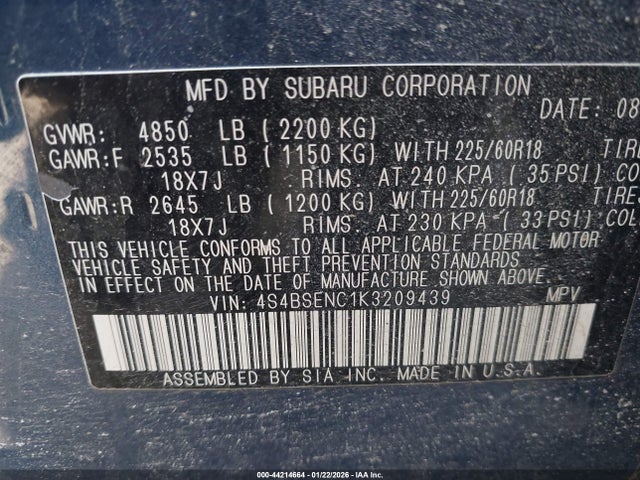 MFD BY SUBARU CORPORATION
DATE: 08
GVWR: 4850 LB (2200 KG)
GAWR:F 2535 LB (1150 KG) WITH 225/60R18 TIRE
18X7J RIMS, AT 240 KPA (35 PSI) CO
GAWR:R 2645 LB (1200 KG) WITH 225/60R18 TIRES
18X7J RIMS, AT 230 KPA (33 PSI) COL
THIS VEHICLE CONFORMS TO ALL APPLICABLE FEDERAL MOTOR
VEHICLE SAFETY AND THEFT PREVENTION STANDARDS
IN EFFECT ON THE DATE OF MANUFACTURE SHOWN ABOVE.
VIN: 4S4BSENC1K3209439 MPV
ASSEMBLED BY SIA INC. MADE IN U.S.A.
000-44214664 - 01/22/2026 - IAA Inc.